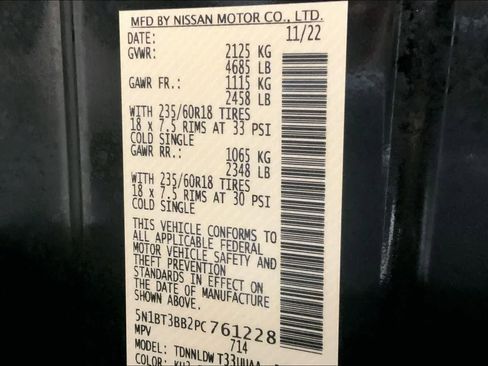 MFD BY NISSAN MOTOR CO., LTD.
DATE: 11/22
GVWR: 2125 KG
4685 LB
GAWR FR.: 1115 KG
2458 LB
WITH 235/60R18 TIRES
18 x 7.5 RIMS AT 33 PSI
COLD SINGLE
GAWR RR.: 1065 KG
2348 LB
WITH 235/60R18 TIRES
18 x 7.5 RIMS AT 30 PSI
COLD SINGLE
THIS VEHICLE CONFORMS TO
ALL APPLICABLE FEDERAL
MOTOR VEHICLE SAFETY AND
THEFT PREVENTION
STANDARDS IN EFFECT ON
THE DATE OF MANUFACTURE
SHOWN ABOVE.
5N1BT3BB2PC761228
MPV 714
MODEL: TDNNLDW T33UUAA
COLOR: